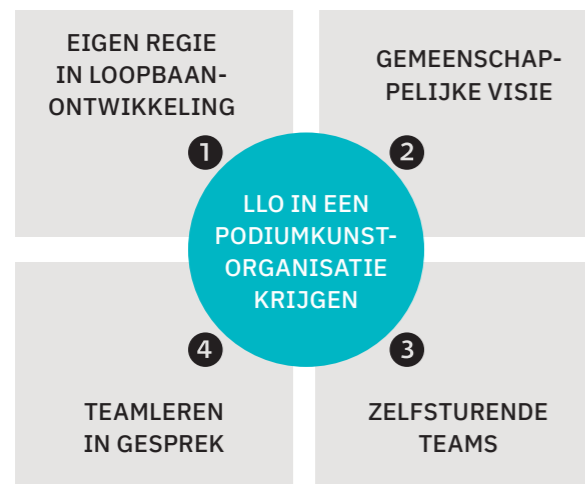 EIGEN REGIE
IN LOOPBAAN-
ONTWIKKELING
1
GEMEENSCHAP-
PELIJKE VISIE
2
LLO IN EEN
PODIUMKUNST-
ORGANISATIE
KRIJGEN
4
TEAMLEREN
IN GESPREK
3
ZELFSTURENDE
TEAMS